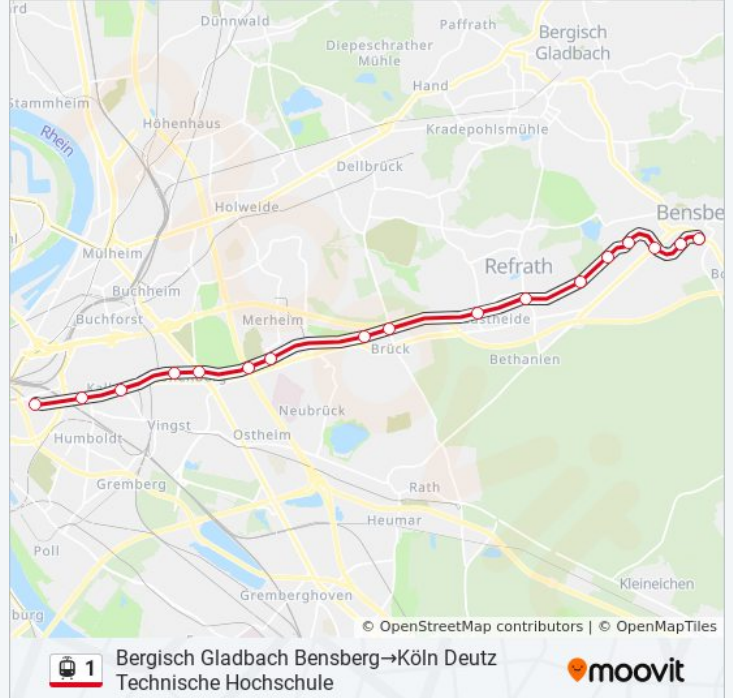 Dünnwald
Paffrath
Bergisch
Gladbach
Diepeschrather
Mühle
Hand
Stammheim
Höhenhaus
Kradepohlsmühle
Rhein
Dellbrück
Holweide
Bensbe
Mülheim
Refrath
Buchheim
Buchforst
Merheim
Brück
Bethanien
Neubrück
Vingst
Humboldt
Ostheim
Rath
Gremberg
Heumar
Poll
Kleineichen
Gremberghoven
burg
© OpenStreetMap contributors | © OpenMapTiles
1 Bergisch Gladbach Bensberg→Köln Deutz
Technische Hochschule
moovit